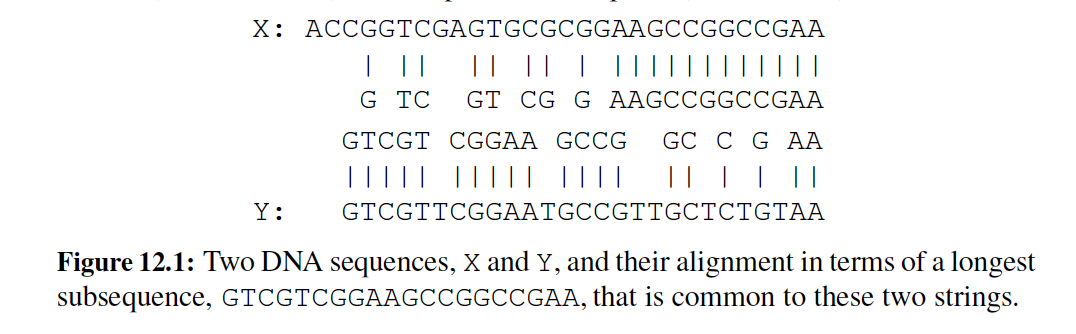 X: ACCGGTCGAGTGCGCGGAAGCCGGCCGAA
G TC GT CG G AAGCCGGCCGAA
GTCGT CGGAA GCCG GC C G AA
Y: GTCGTTCGGAATGCCGTTGCTCTGTAA
Figure 12.1: Two DNA sequences, X and Y, and their alignment in terms of a longest
subsequence, GTCGTCGGAAGCCGGCCGAA, that is common to these two strings.